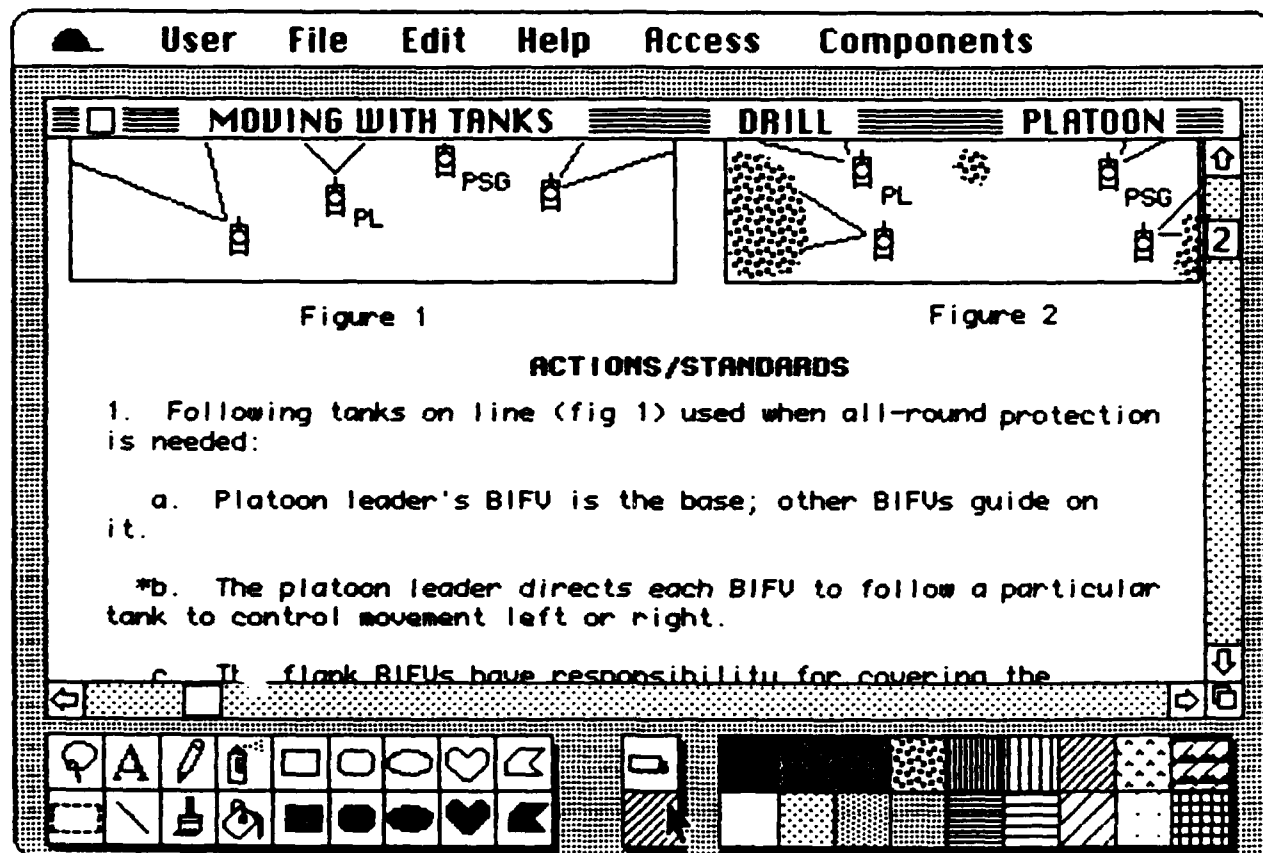 User File Edit Help Access Components
MOVING WITH TANKS DRILL PLATOON
PSG
PL
PL
PSG
2
Figure 1 Figure 2
ACTIONS/STANDARDS
1. Following tanks on line (fig 1) used when all-round protection
is needed:
a. Platoon leader's BIFV is the base; other BIFVs guide on
it.
*b. The platoon leader directs each BIFV to follow a particular
tank to control movement left or right.
c. flank BIFVs have responsibility for covering the
A